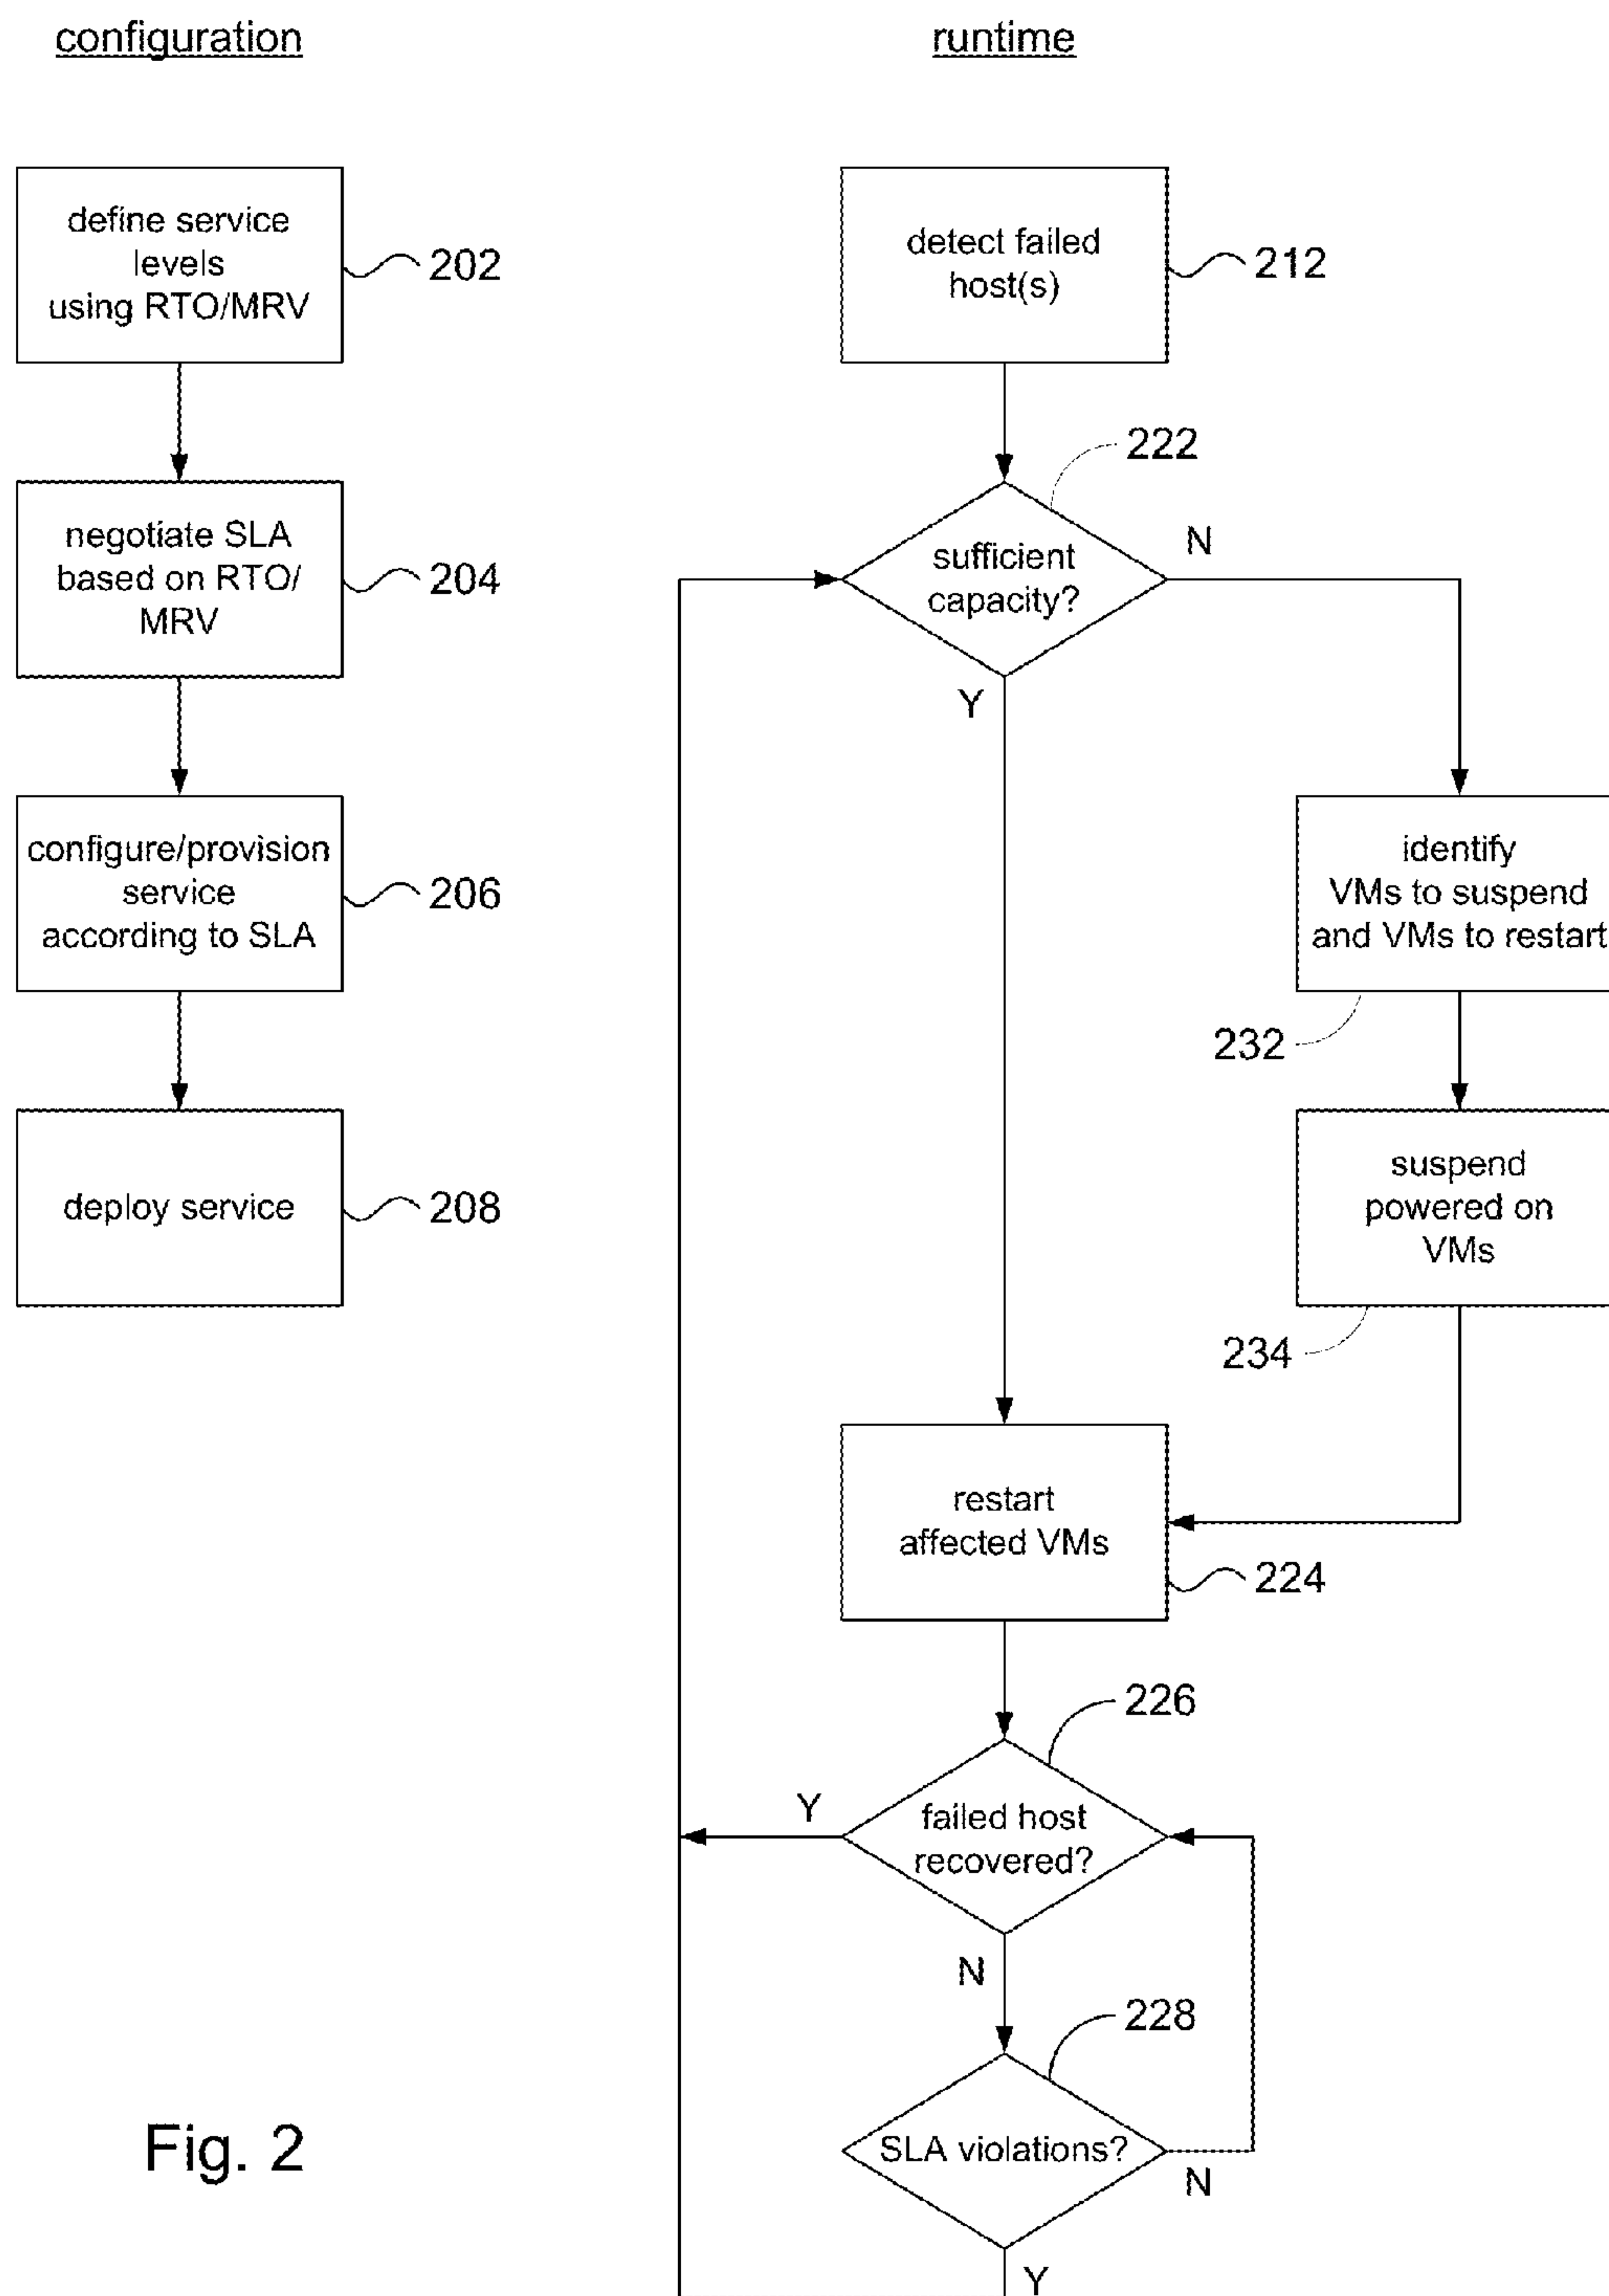 configuration
define service
levels
using RTO/MRV
202
negotiate SLA
based on RTO/
MRV
204
configure/provision
service
according to SLA
206
deploy service
208
runtime
detect failed
host(s)
212
222
sufficient
capacity?
N
Y
identify
VMs to suspend
and VMs to restart
232
suspend
powered on
VMs
234
restart
affected VMs
224
226
failed host
recovered?
Y
N
228
SLA violations?
N
Y
Fig. 2